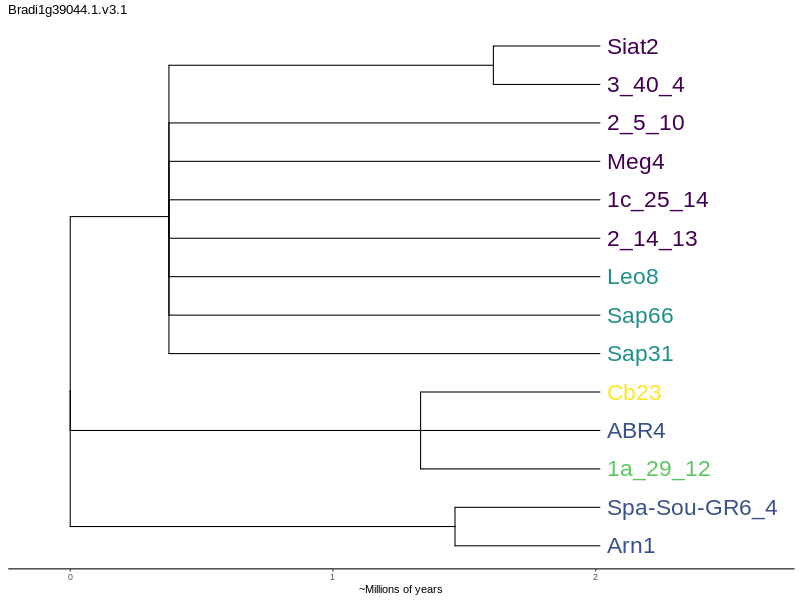 Bradi1g39044.1.v3.1
Siat2
3_40_4
2_5_10
Meg4
1c_25_14
2_14_13
Leo8
Sap66
Sap31
Cb23
ABR4
1a_29_12
Spa-Sou-GR6_4
Arn1
0 1 2
~Millions of years